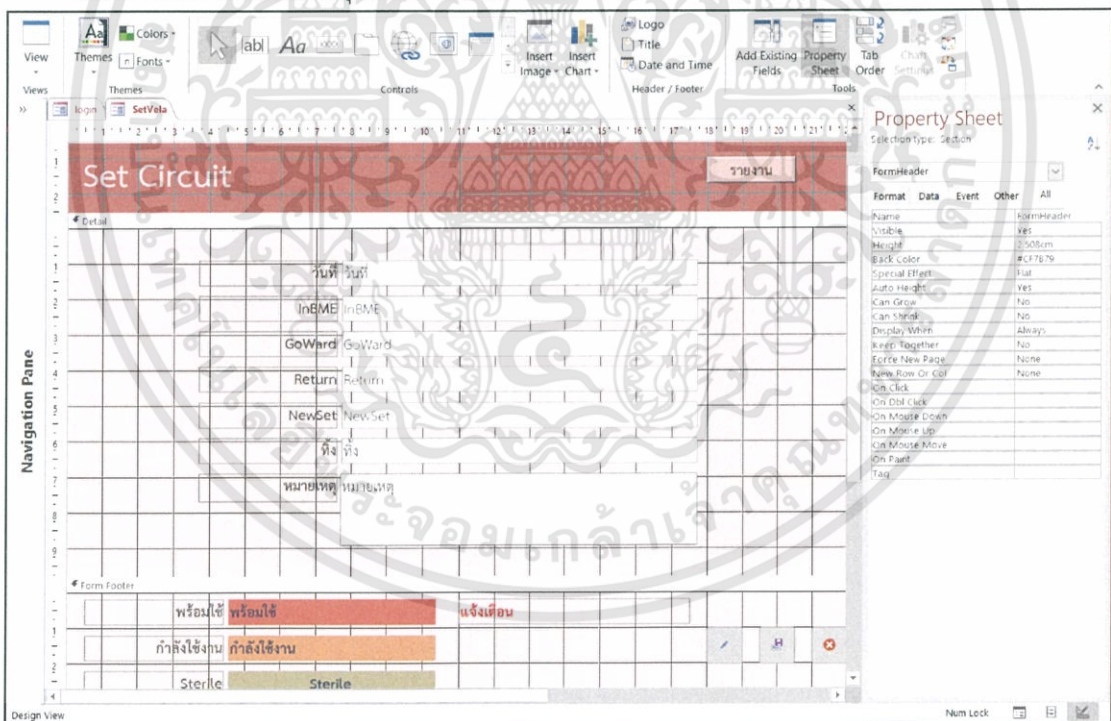 View
Themes
Colors
Fonts
Views
Themes
ab|
Aa
Controls
Insert Image
Insert Chart
Logo
Title
Date and Time
Header / Footer
Add Existing Fields
Property Sheet
Tab Order
Chart Settings
Tools
login
SetVela
Navigation Pane
Set Circuit
รายงาน
Detail
วันที่ วันที่
InBME InBME
GoWard GoWard
Return Return
NewSet NewSet
ทิ้ง ทิ้ง
หมายเหตุ หมายเหตุ
Form Footer
พร้อมใช้ พร้อมใช้ แจ้งเตือน
กำลังใช้งาน กำลังใช้งาน
Sterile Sterile
Property Sheet
Selection Type: Section
FormHeader
Format Data Event Other All
Name FormHeader
Visible Yes
Height 2.508cm
Back Color #CF7B79
Special Effect Flat
Auto Height Yes
Can Grow No
Can Shrink No
Display When Always
Keep Together No
Force New Page None
New Row Or Col None
On Click
On Dbl Click
On Mouse Down
On Mouse Up
On Mouse Move
On Paint
Tag
Design View
Num Lock